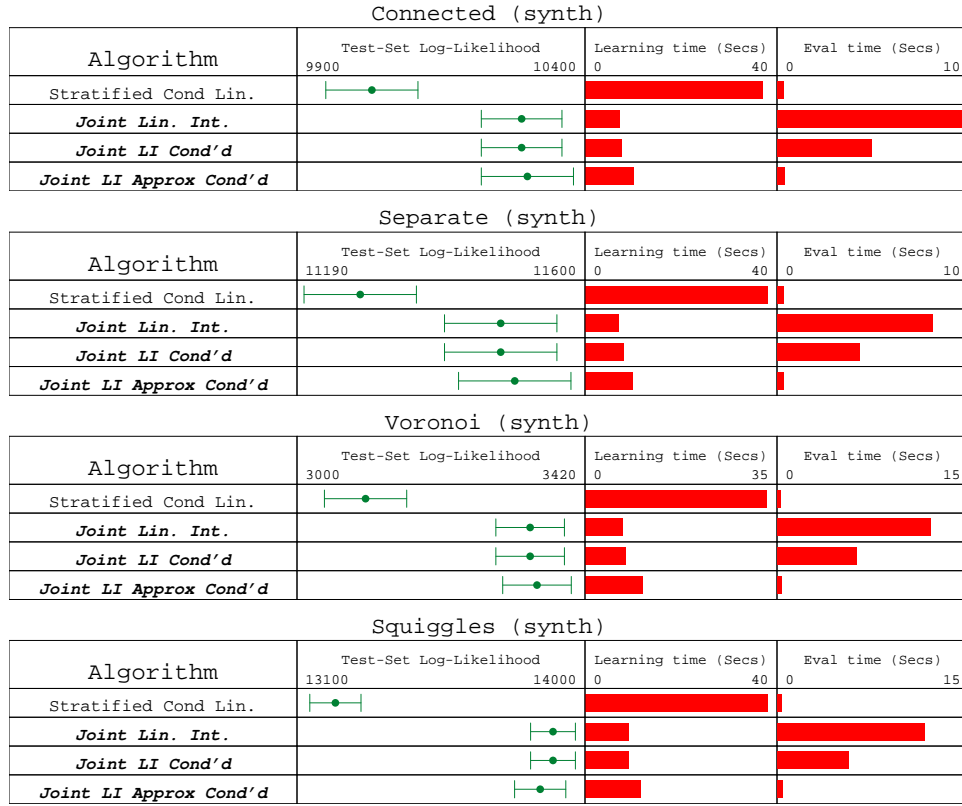 Connected (synth)
Algorithm Test-Set Log-Likelihood Learning time (Secs) Eval time (Secs)
9900 10400 0 40 0 10
Stratified Cond Lin.
Joint Lin. Int.
Joint LI Cond'd
Joint LI Approx Cond'd
Separate (synth)
Algorithm Test-Set Log-Likelihood Learning time (Secs) Eval time (Secs)
11190 11600 0 40 0 10
Stratified Cond Lin.
Joint Lin. Int.
Joint LI Cond'd
Joint LI Approx Cond'd
Voronoi (synth)
Algorithm Test-Set Log-Likelihood Learning time (Secs) Eval time (Secs)
3000 3420 0 35 0 15
Stratified Cond Lin.
Joint Lin. Int.
Joint LI Cond'd
Joint LI Approx Cond'd
Squiggles (synth)
Algorithm Test-Set Log-Likelihood Learning time (Secs) Eval time (Secs)
13100 14000 0 40 0 15
Stratified Cond Lin.
Joint Lin. Int.
Joint LI Cond'd
Joint LI Approx Cond'd